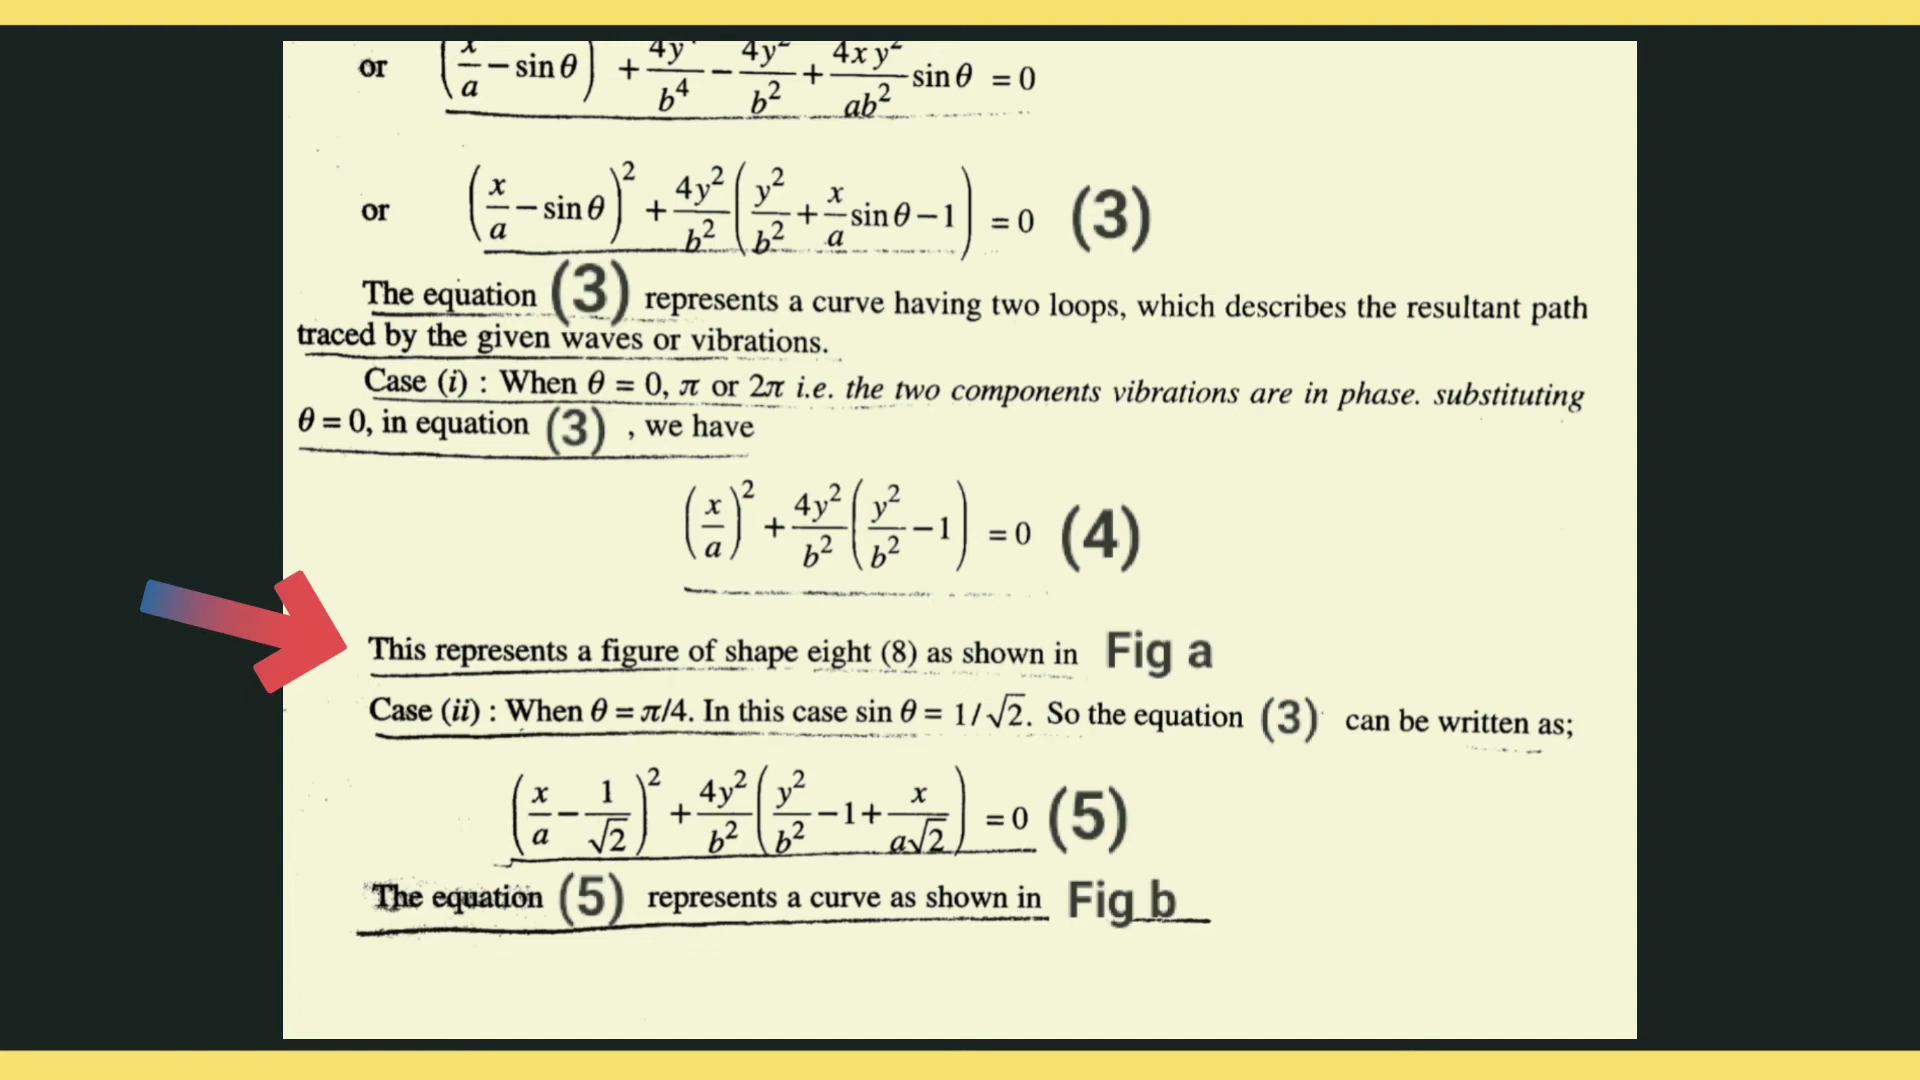 or (x/a − sin θ) + 4y/b⁴ − 4y²/b² + 4xy²/ab² sin θ = 0
or (x/a − sin θ)² + 4y²/b² (y²/b² + x/a sin θ − 1) = 0 (3)
The equation (3) represents a curve having two loops, which describes the resultant path
traced by the given waves or vibrations.
Case (i) : When θ = 0, π or 2π i.e. the two components vibrations are in phase. substituting
θ = 0, in equation (3) , we have
(x/a)² + 4y²/b² (y²/b² − 1) = 0 (4)
This represents a figure of shape eight (8) as shown in Fig a
Case (ii) : When θ = π/4. In this case sin θ = 1/√2. So the equation (3) can be written as;
(x/a − 1/√2)² + 4y²/b² (y²/b² − 1 + x/a√2) = 0 (5)
The equation (5) represents a curve as shown in Fig b